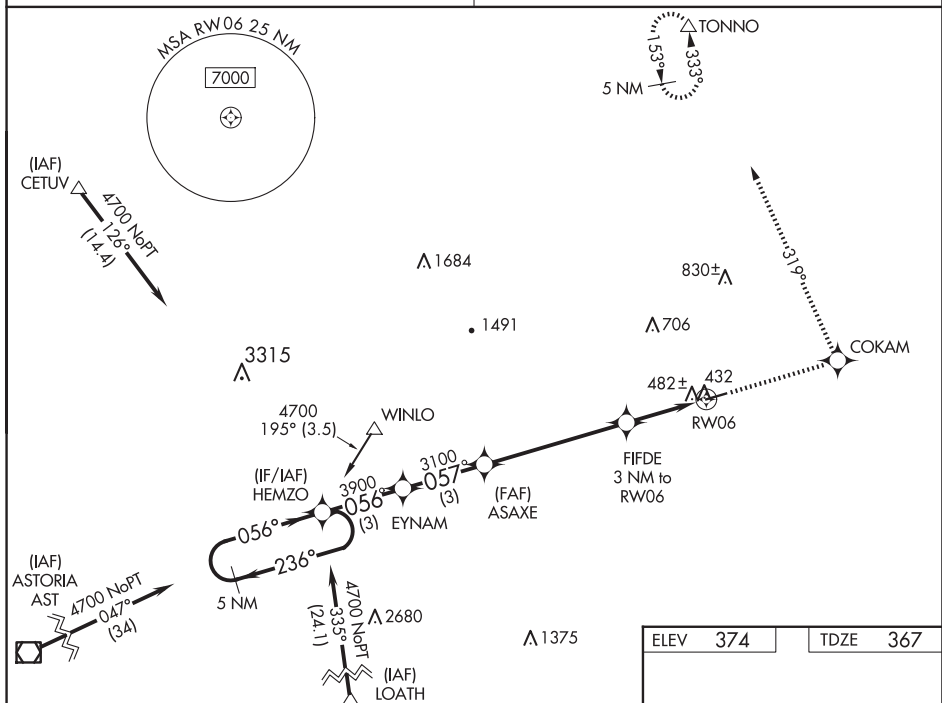 MSA RW06 25 NM
7000
TONNO
153°
333°
5 NM
(IAF)
CETUV
4700 NoPT
126°
(14.4)
1684
830±
319°
1491
706
COKAM
3315
482±
432
4700
195° (3.5)
WINLO
RW06
FIFDE
3 NM to
RW06
(IF/IAF)
HEMZO
3900
056°
(3)
3100
057°
(3)
EYNAM
(FAF)
ASAXE
056°
236°
5 NM
(IAF)
ASTORIA
AST
4700 NoPT
047°
(34)
4700 NoPT
335°
(24.1)
2680
1375
(IAF)
LOATH
ELEV 374
TDZE 367